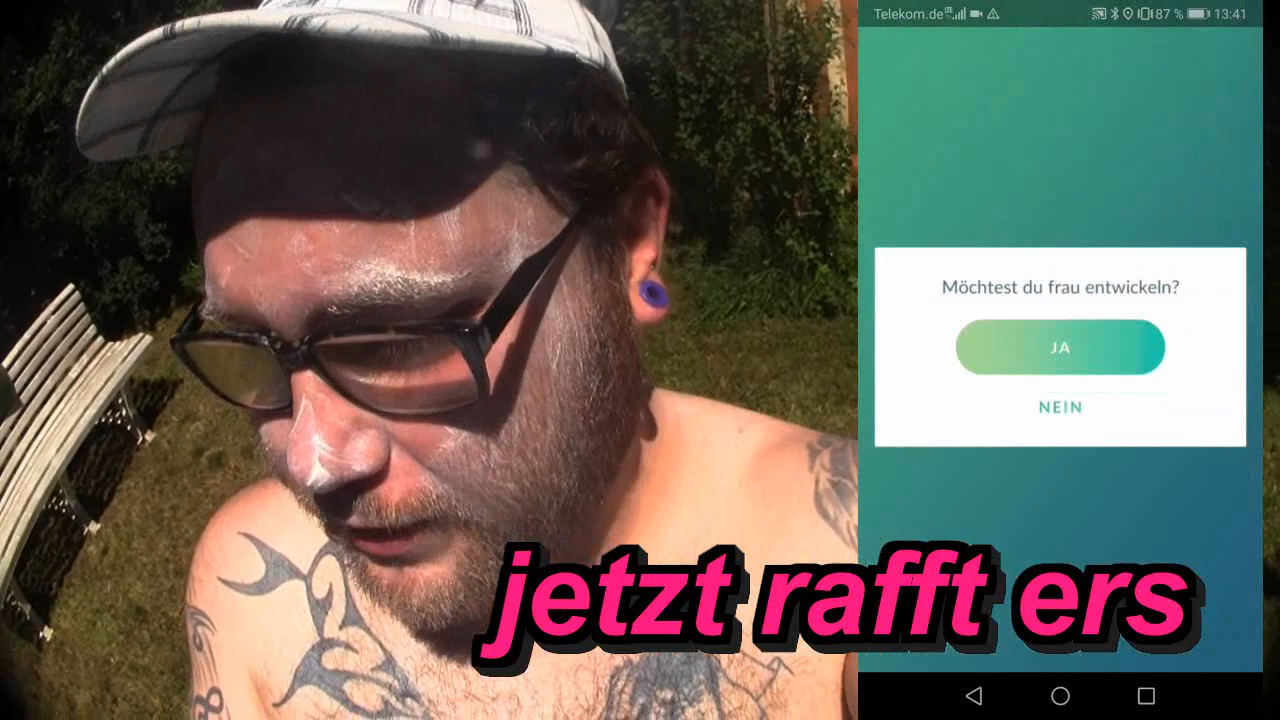 Telekom.de 87 % 13:41
Möchtest du frau entwickeln?
JA
NEIN
jetzt rafft ers